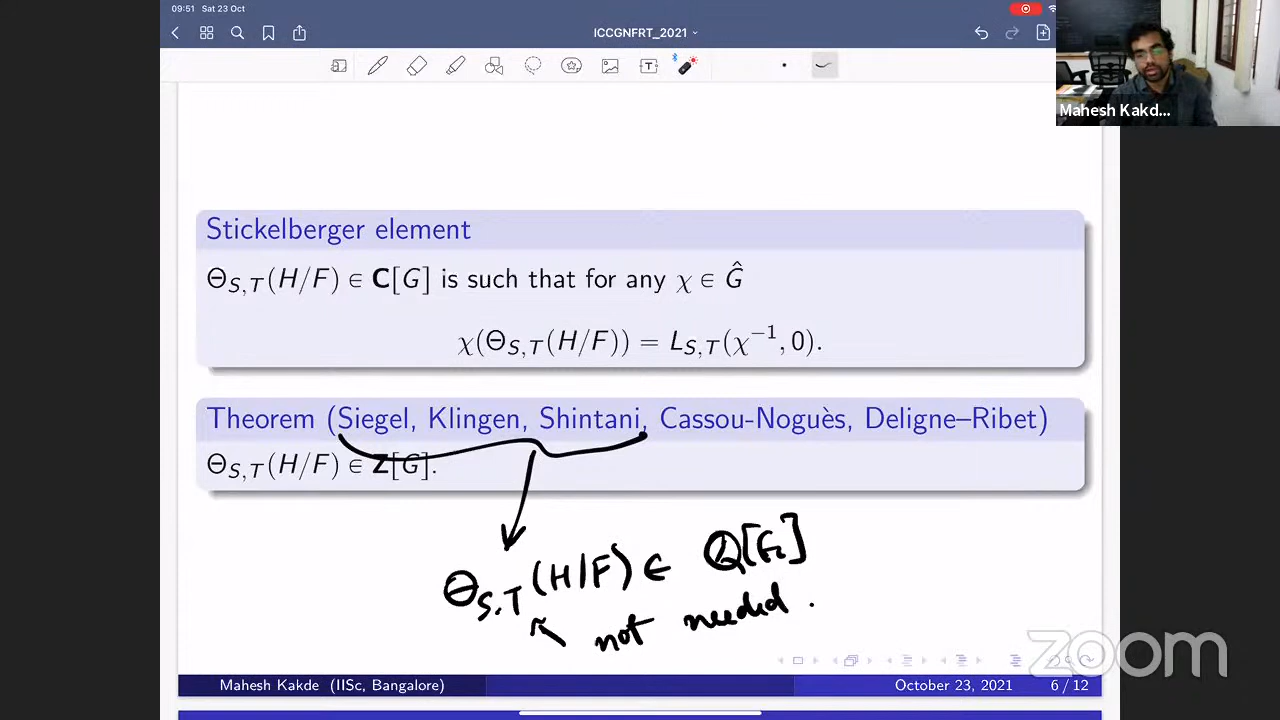 09:51 Sat 23 Oct
ICCGNFRT_2021
Mahesh Kakd...
Stickelberger element
Θ_{S,T}(H/F) ∈ C[G] is such that for any χ ∈ Ĝ
χ(Θ_{S,T}(H/F)) = L_{S,T}(χ^{-1}, 0).
Theorem (Siegel, Klingen, Shintani, Cassou-Noguès, Deligne–Ribet)
Θ_{S,T}(H/F) ∈ Z[G].
Θ_{S,T}(H/F) ∈ Q[G]
not needed.
zoom
Mahesh Kakde (IISc, Bangalore) October 23, 2021 6 / 12